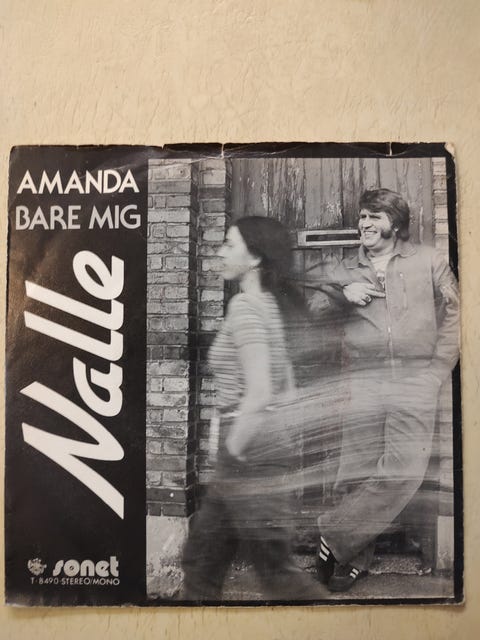 AMANDA
BARE MIG
Nalle
sonet
T-8490-STEREO/MONO